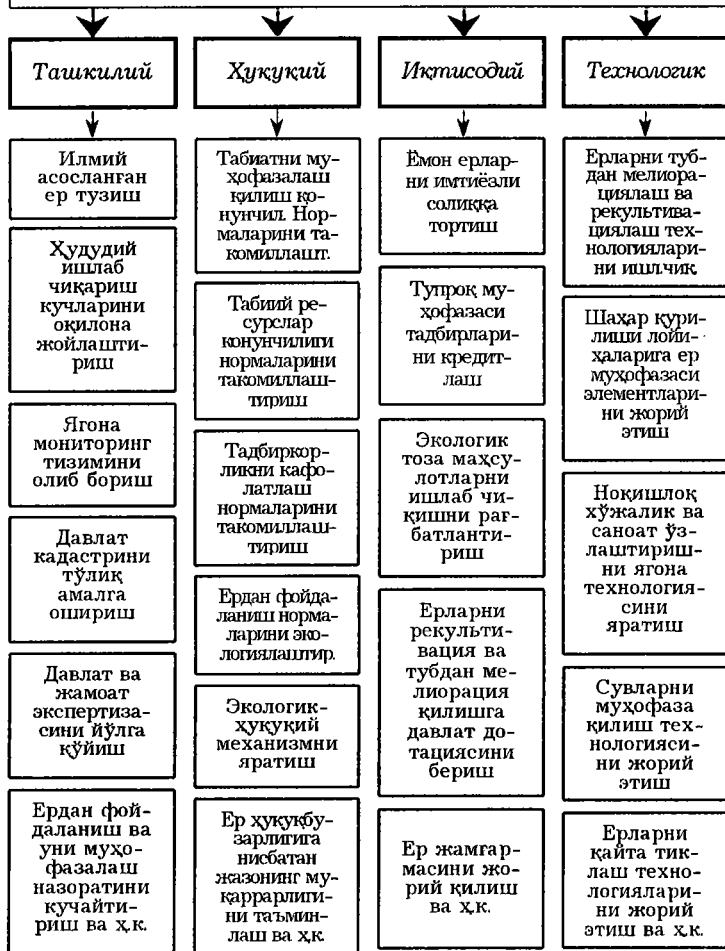 Ташкилий
Илмий
асосланган
ер тузиш
Ҳудудий
ишлаб
чиқариш
кучларини
оқилона
жойлашти-
риш
Ягона
мониторинг
тизимини
олиб бориш
Давлат
кадастрини
тўлиқ
амалга
ошириш
Давлат ва
жамоат
экспертиза-
сини йўлга
қўйиш
Ердан фой-
даланиш ва
уни муҳо-
фазалаш
назоратини
кучайти-
риш ва ҳ.к.
Ҳуқуқий
Табиатни му-
ҳофазалаш
қилиш қо-
нунчил. Нор-
маларини та-
комиллашт.
Табиий ре-
сурслар
конунчилиги
нормаларини
такомиллаш-
тириш
Тадбиркор-
ликни кафо-
латлаш
нормаларини
такомиллаш-
тириш
Ердан фойда-
ланиш норма-
ларини эко-
логиялаштир.
Экологик-
ҳуқуқий
механизмни
яратиш
Ер ҳуқуқбу-
зарлигига
нисбатан
жазонинг му-
қаррарлиги-
ни таъмин-
лаш ва ҳ.к
Иқтисодий
Ёмон ерлар-
ни имтиёзли
солиққа
тортиш
Тупроқ му-
ҳофазаси
тадбирлари-
ни кредит-
лаш
Экологик
тоза маҳсу-
лотларни
ишлаб чи-
қишни рағ-
батланти-
риш
Ерларни
рекульти-
вация ва
тубдан ме-
лиорация
қилишга
давлат до-
тациясини
бериш
Ер жамғар-
масини жо-
рий қилиш
ва ҳ.к.
Технологик
Ерларни туб-
дан мелиора-
циялаш ва
рекультива-
циялаш тех-
нологиялари-
ни ишл.чиқ.
Шаҳар қури-
лиши лойи-
ҳаларига ер
муҳофазаси
элементлари-
ни жорий
этиш
Ноқишлоқ
хўжалик ва
саноат ўз-
лаштириш-
ни ягона
технология-
сини
яратиш
Сувларни
муҳофаза
қилиш тех-
нологияси-
ни жорий
этиш
Ерларни
қайта тик-
лаш техно-
логиялари-
ни жорий
этиш ва ҳ.к.